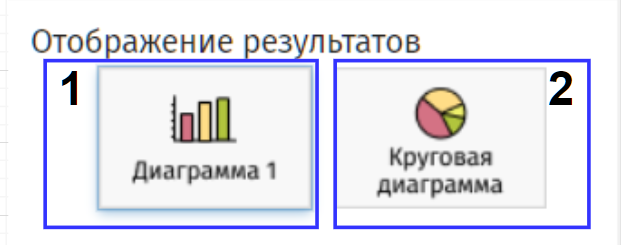 Отображение результатов
1
Диаграмма 1
2
Круговая
диаграмма